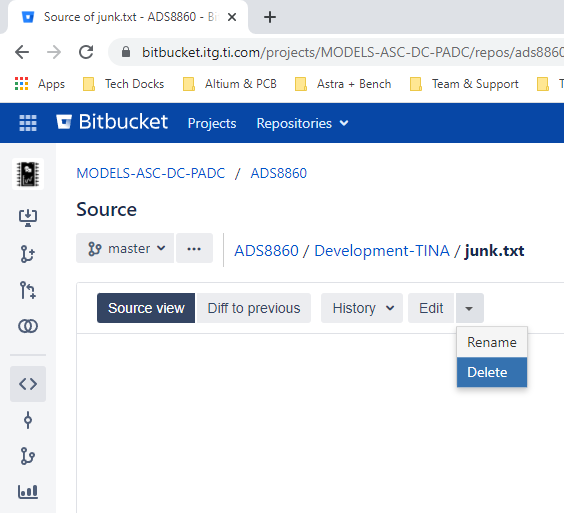 Source of junk.txt - ADS8860 - Bi
bitbucket.itg.ti.com/projects/MODELS-ASC-DC-PADC/repos/ads8860
Apps Tech Docks Altium & PCB Astra + Bench Team & Support T
Bitbucket Projects Repositories
MODELS-ASC-DC-PADC / ADS8860
Source
master ··· ADS8860 / Development-TINA / junk.txt
Source view Diff to previous History Edit
Rename
Delete